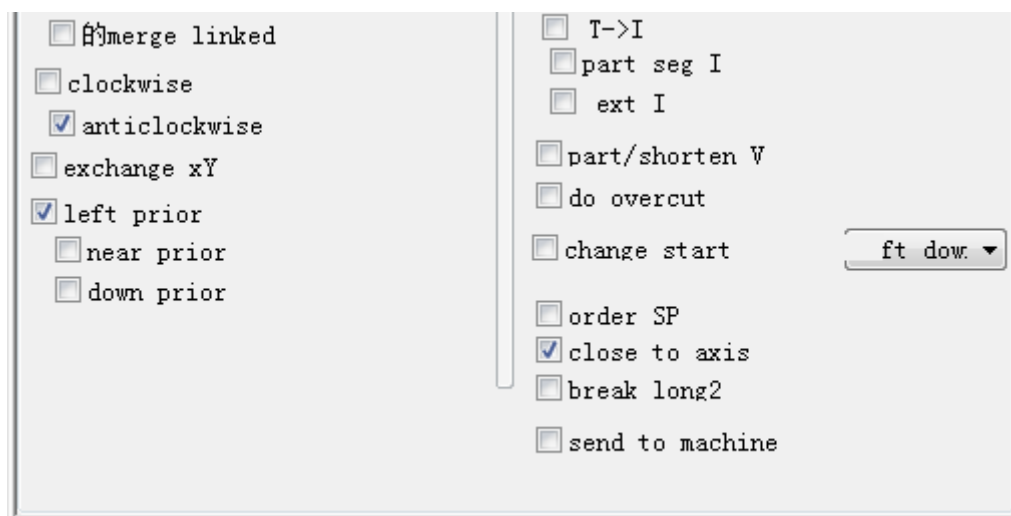 的merge linked
clockwise
anticlockwise
exchange xY
left prior
near prior
down prior
T->I
part seg I
ext I
part/shorten V
do overcut
change start
ft dow
order SP
close to axis
break long2
send to machine